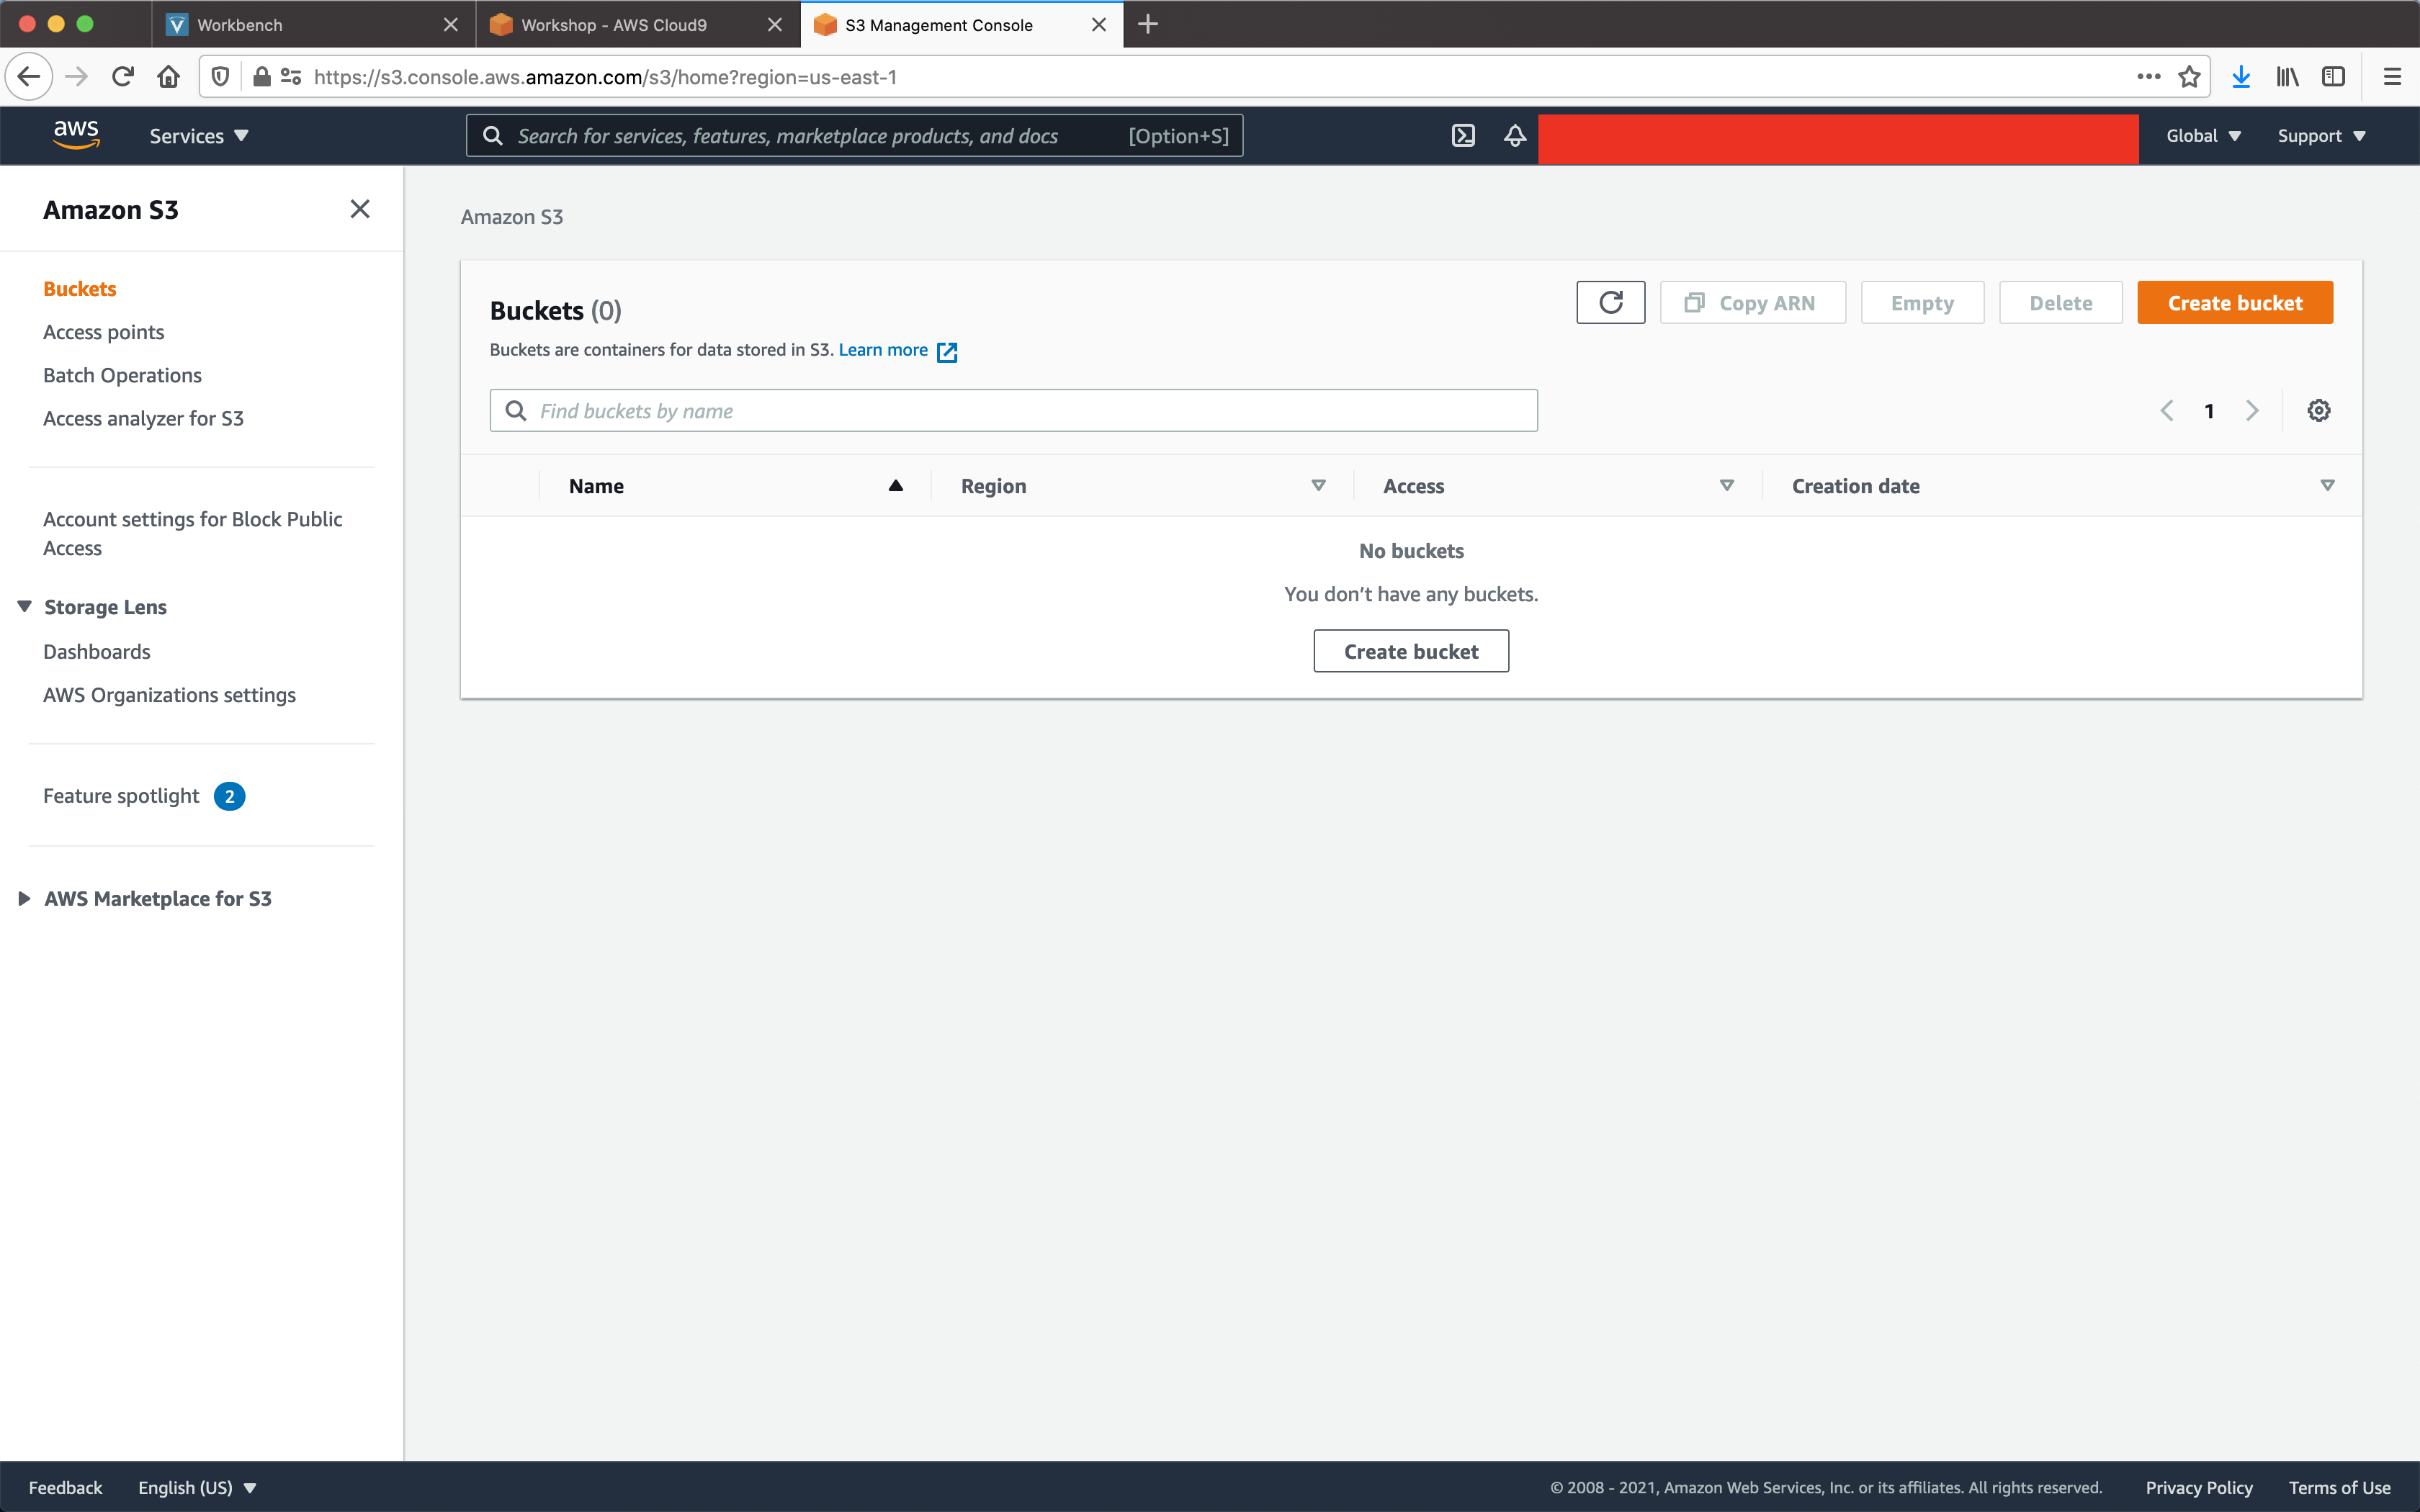 Workbench
Workshop - AWS Cloud9
S3 Management Console
https://s3.console.aws.amazon.com/s3/home?region=us-east-1
aws
Services
Search for services, features, marketplace products, and docs
[Option+S]
Global
Support
Amazon S3
Buckets
Access points
Batch Operations
Access analyzer for S3
Account settings for Block Public
Access
Storage Lens
Dashboards
AWS Organizations settings
Feature spotlight 2
AWS Marketplace for S3
Amazon S3
Buckets (0)
Copy ARN
Empty
Delete
Create bucket
Buckets are containers for data stored in S3. Learn more
Find buckets by name
1
Name
Region
Access
Creation date
No buckets
You don't have any buckets.
Create bucket
Feedback
English (US)
© 2008 - 2021, Amazon Web Services, Inc. or its affiliates. All rights reserved.
Privacy Policy
Terms of Use